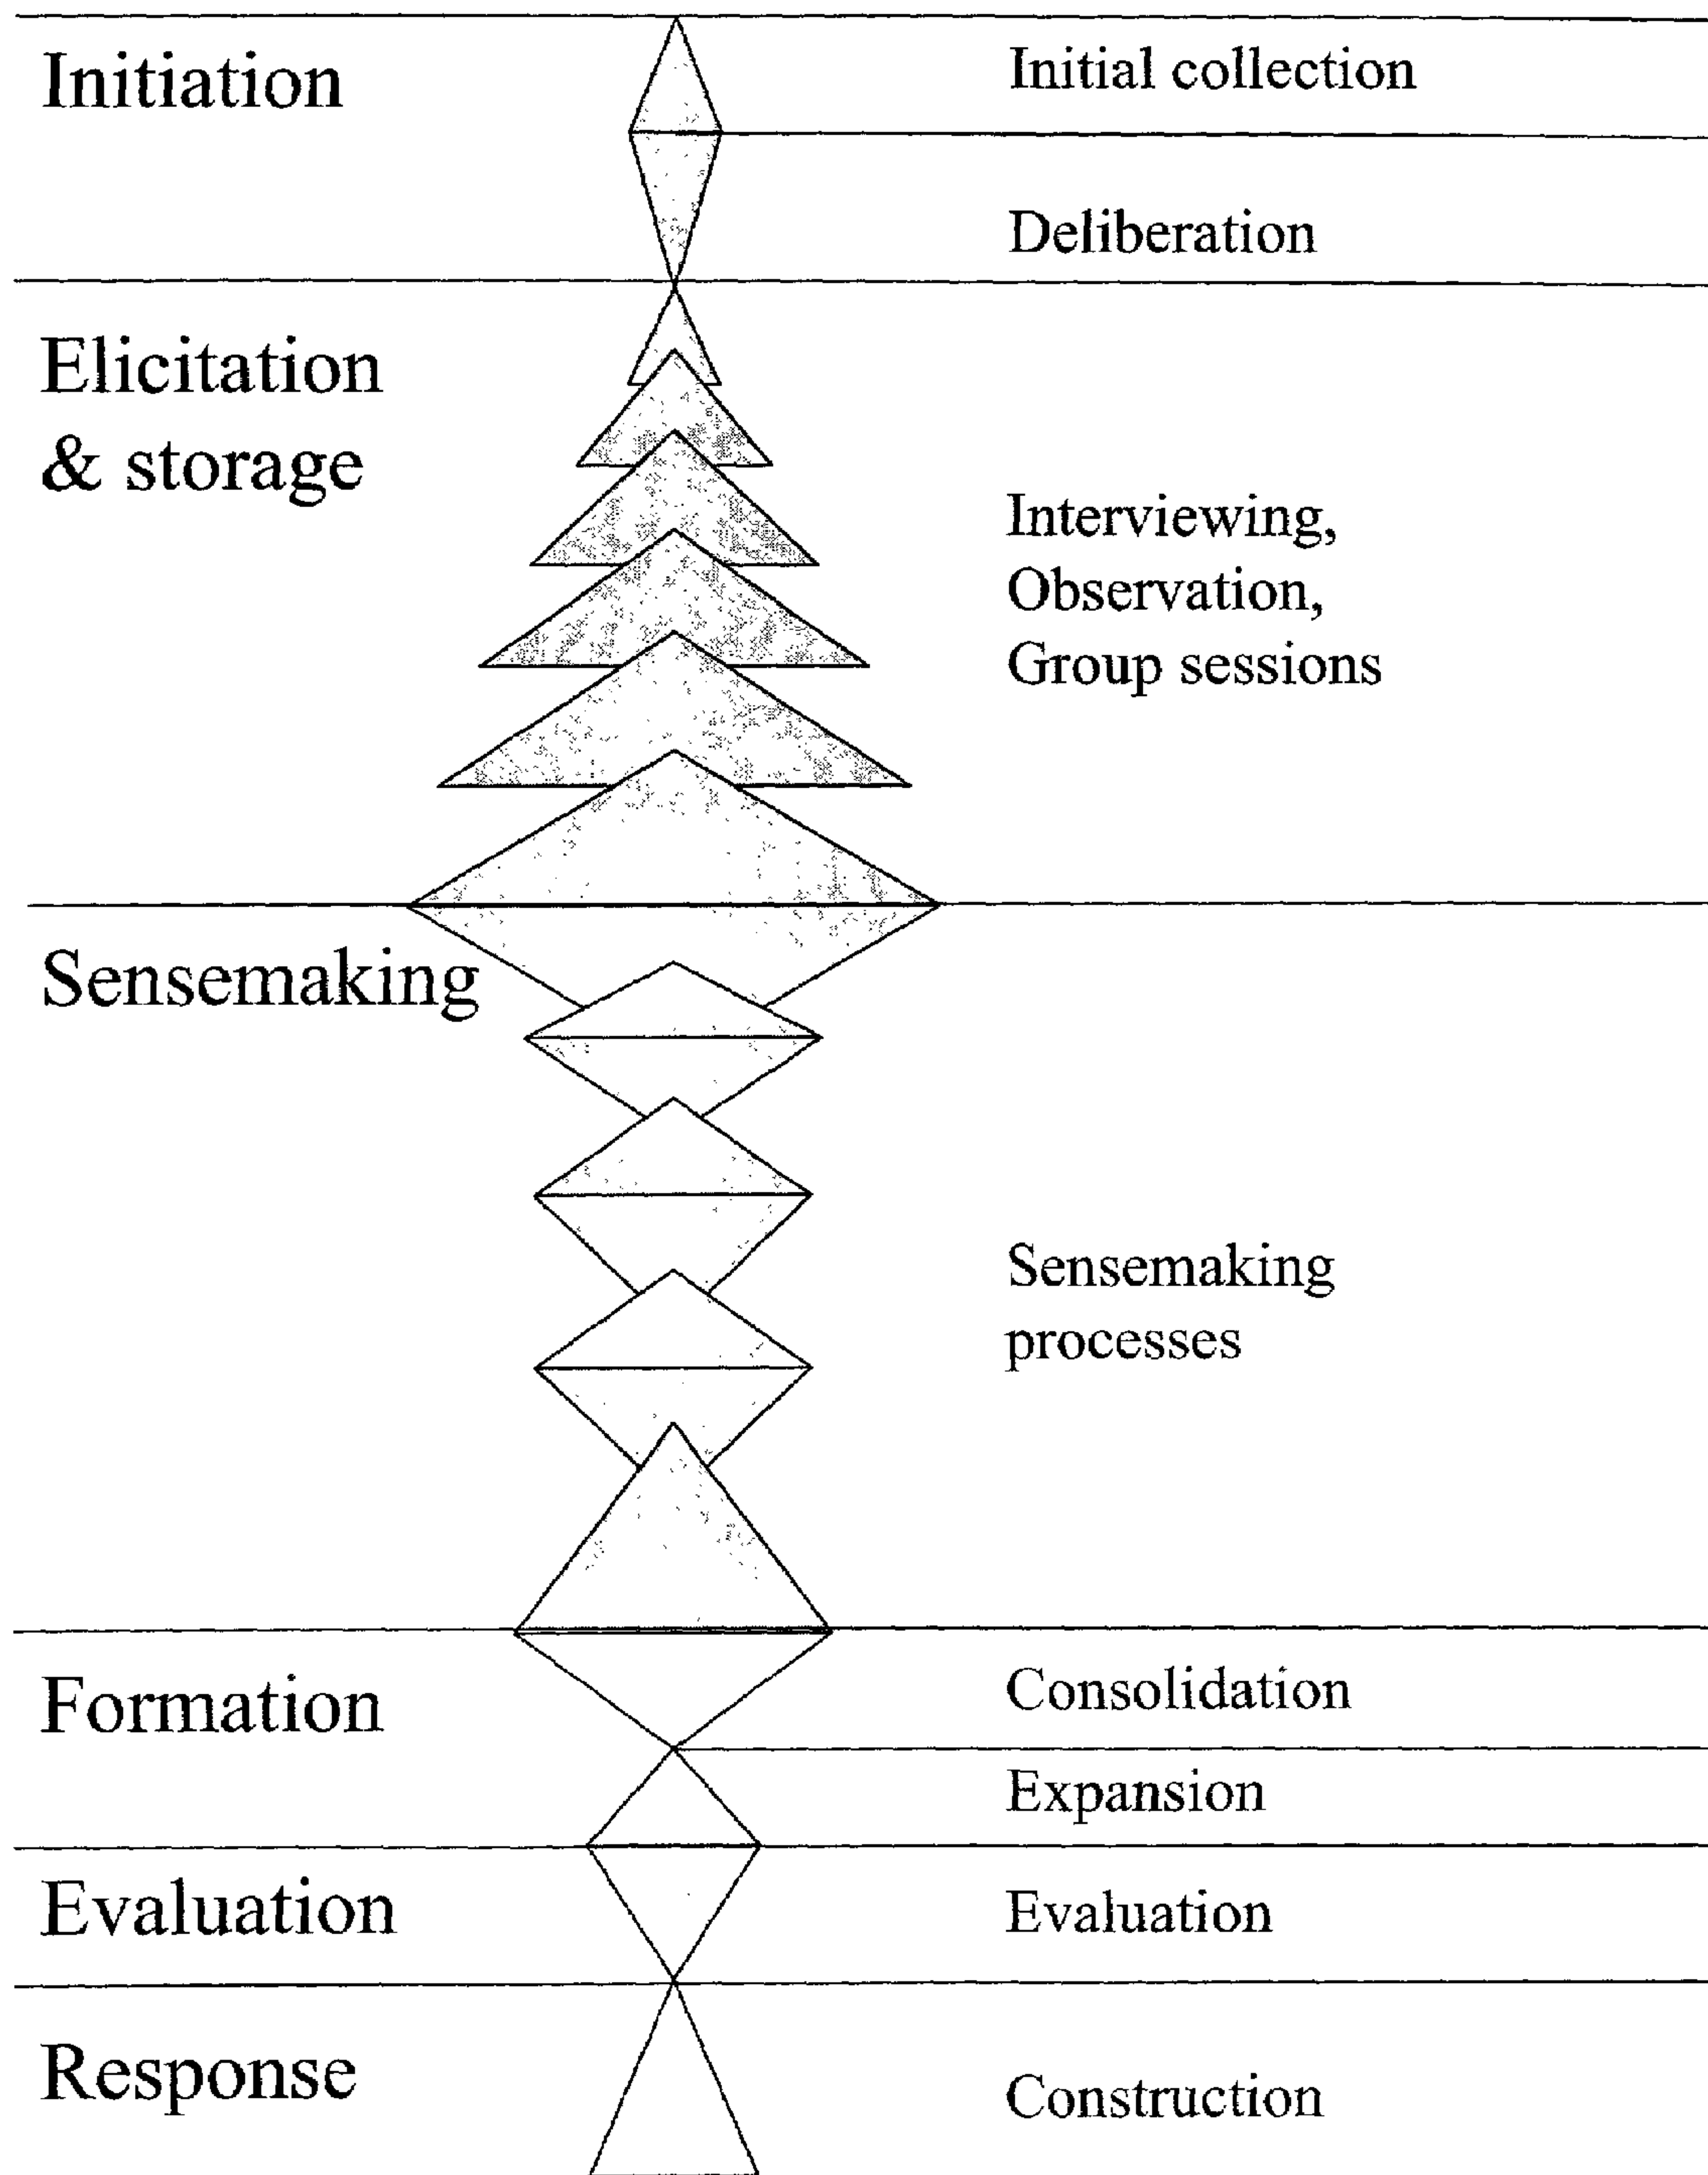 Initiation
Initial collection
Deliberation
Elicitation
& storage
Interviewing,
Observation,
Group sessions
Sensemaking
Sensemaking
processes
Formation
Consolidation
Expansion
Evaluation
Evaluation
Response
Construction